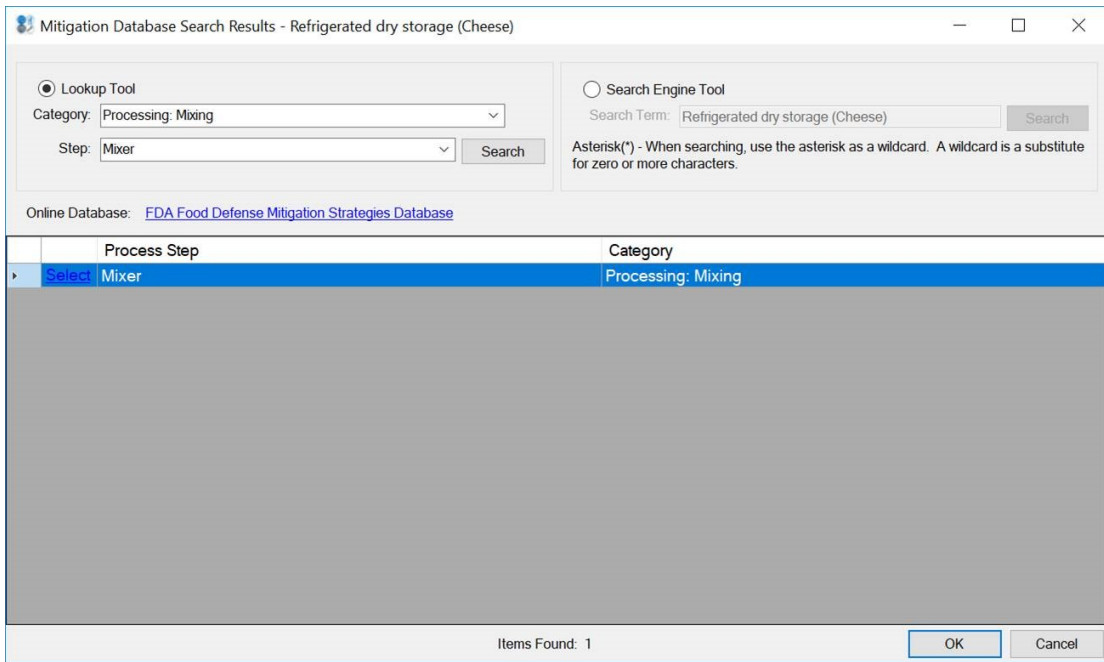 Mitigation Database Search Results - Refrigerated dry storage (Cheese)
Lookup Tool
Category: Processing: Mixing
Step: Mixer Search
Search Engine Tool
Search Term: Refrigerated dry storage (Cheese) Search
Asterisk(*) - When searching, use the asterisk as a wildcard. A wildcard is a substitute
for zero or more characters.
Online Database: FDA Food Defense Mitigation Strategies Database
Process Step Category
Select Mixer Processing: Mixing
Items Found: 1
OK Cancel